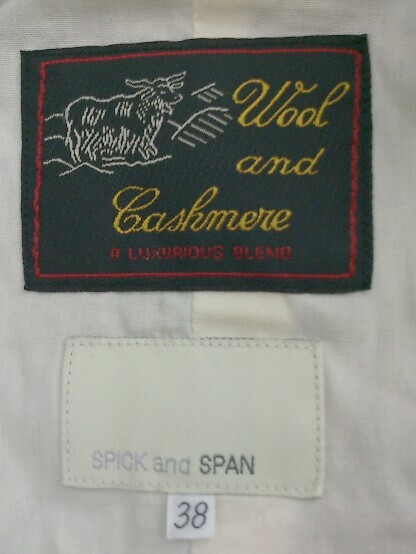 Wool
and
Cashmere
A LUXURIOUS BLEND
SPICK and SPAN
38